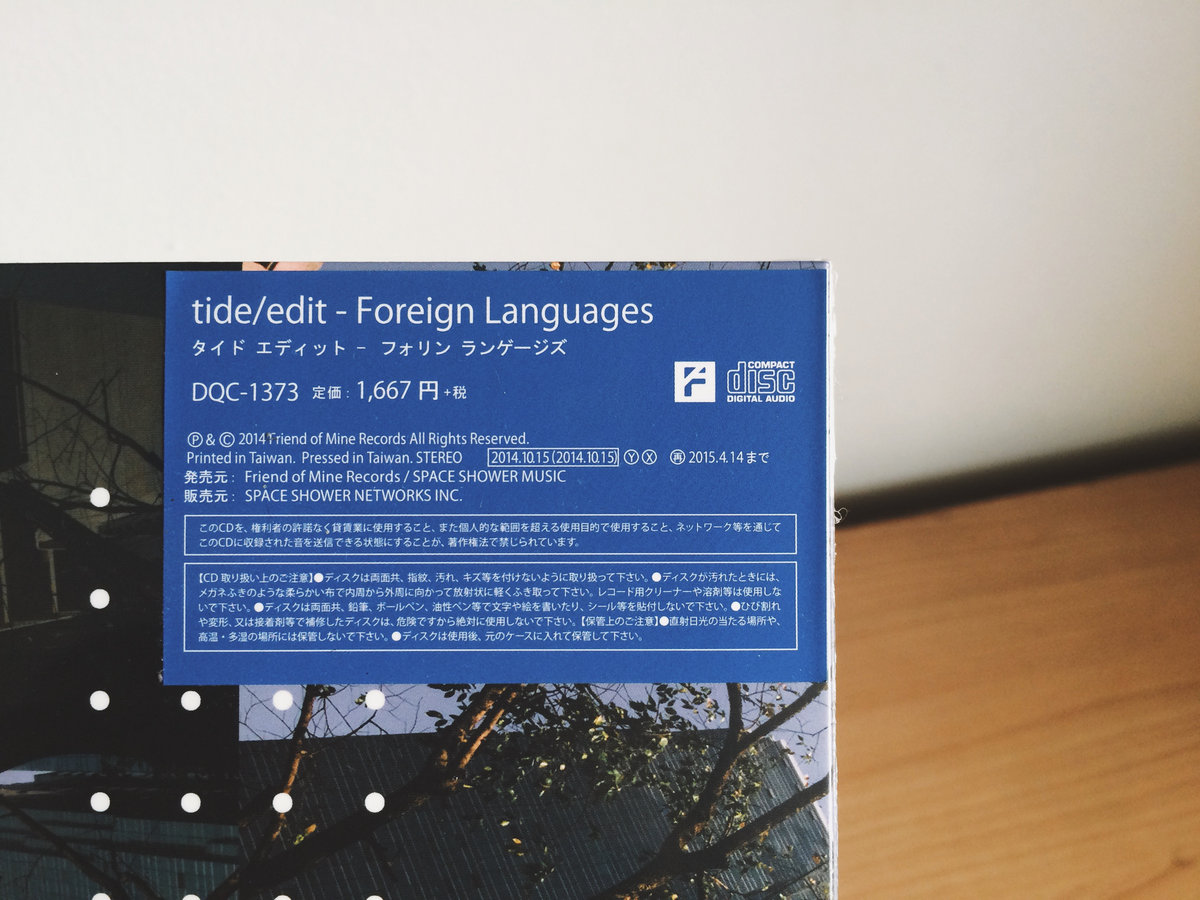 tide/edit - Foreign Languages
タイド エディット － フォリン ランゲージズ
DQC-1373 定価：1,667 円+税
COMPACT
disc
DIGITAL AUDIO
Ⓟ & Ⓒ 2014 Friend of Mine Records All Rights Reserved.
Printed in Taiwan. Pressed in Taiwan. STEREO 2014.10.15 (2014.10.15) Ⓨ Ⓧ ㊢ 2015.4.14まで
発売元： Friend of Mine Records / SPACE SHOWER MUSIC
販売元： SPACE SHOWER NETWORKS INC.
このCDを、権利者の許諾なく賃貸業に使用すること、また個人的な範囲を超える使用目的で使用すること、ネットワーク等を通じて
このCDに収録された音を送信できる状態にすることが、著作権法で禁じられています。
【CD 取り扱い上のご注意】●ディスクは両面共、指紋、汚れ、キズ等を付けないように取り扱って下さい。●ディスクが汚れたときには、
メガネふきのような柔らかい布で内周から外周に向かって放射状に軽くふき取って下さい。レコード用クリーナーや溶剤等は使用しな
いで下さい。●ディスクは両面共、鉛筆、ボールペン、油性ペン等で文字や絵を書いたり、シール等を貼付しないで下さい。●ひび割れ
や変形、又は接着剤等で補修したディスクは、危険ですから絶対に使用しないで下さい。【保管上のご注意】●直射日光の当たる場所や、
高温・多湿の場所には保管しないで下さい。●ディスクは使用後、元のケースに入れて保管して下さい。